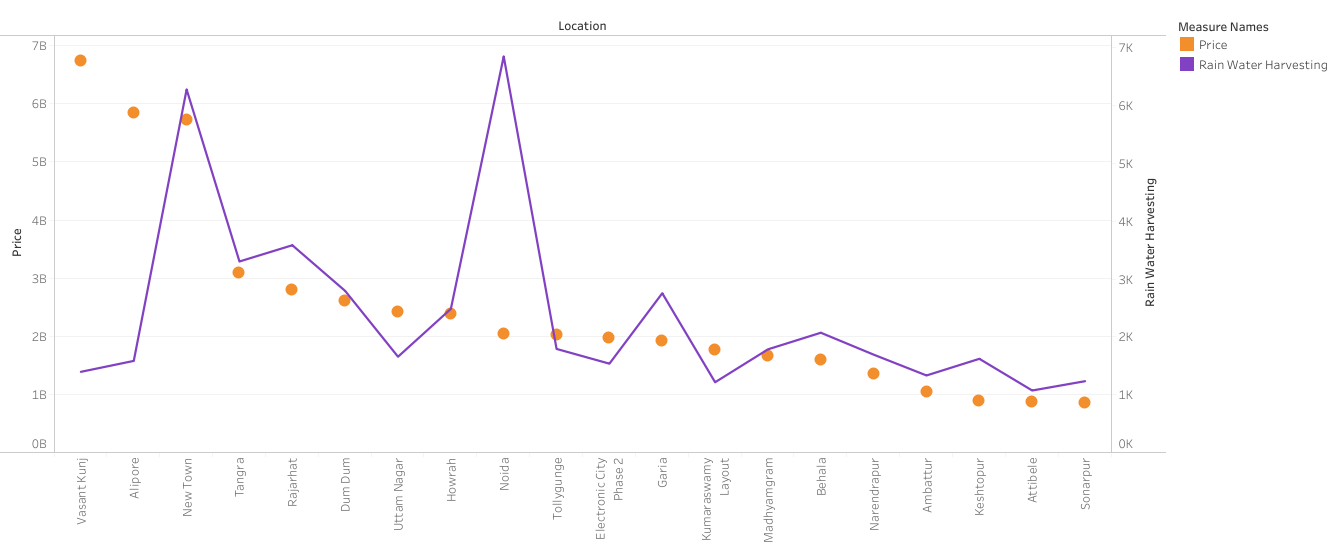 Location
Measure Names
Price
Rain Water Harvesting
7B
6B
5B
4B
3B
2B
1B
0B
Price
7K
6K
5K
4K
3K
2K
1K
0K
Rain Water Harvesting
Vasant Kunj
Alipore
New Town
Tangra
Rajarhat
Dum Dum
Uttam Nagar
Howrah
Noida
Tollygunge
Electronic City
Phase 2
Garia
Kumaraswamy
Layout
Madhyamgram
Behala
Narendrapur
Ambattur
Keshtopur
Attibele
Sonarpur